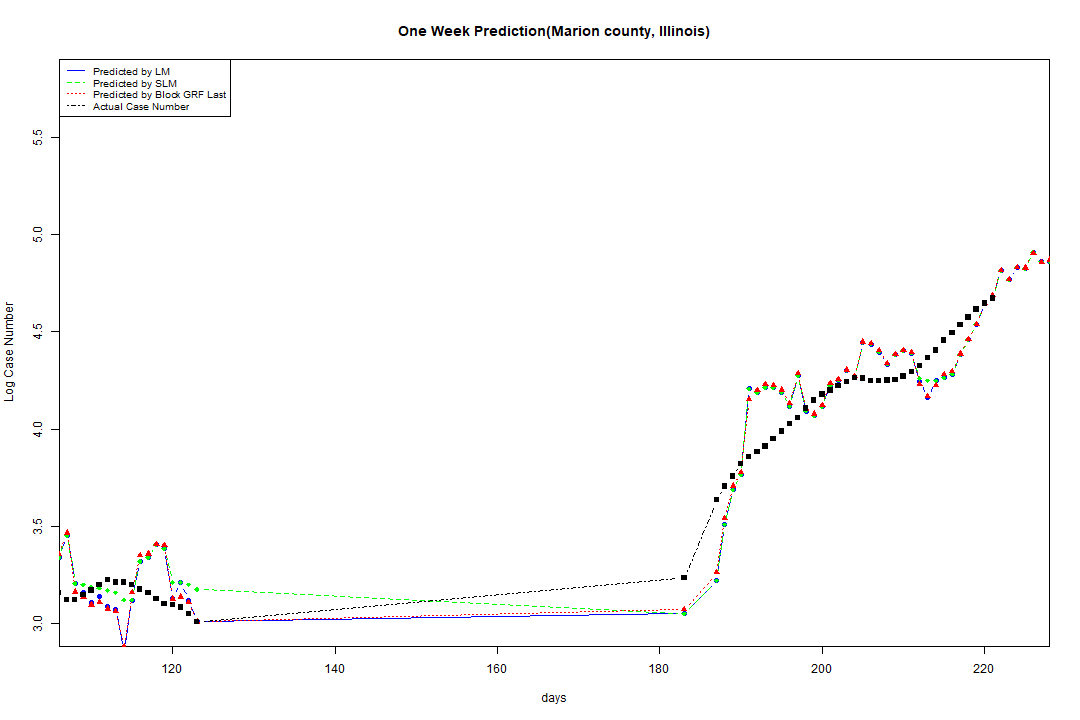 One Week Prediction(Marion county, Illinois)
Predicted by LM
Predicted by SLM
Predicted by Block GRF Last
Actual Case Number
5.5
5.0
4.5
4.0
3.5
3.0
Log Case Number
120 140 160 180 200 220
days